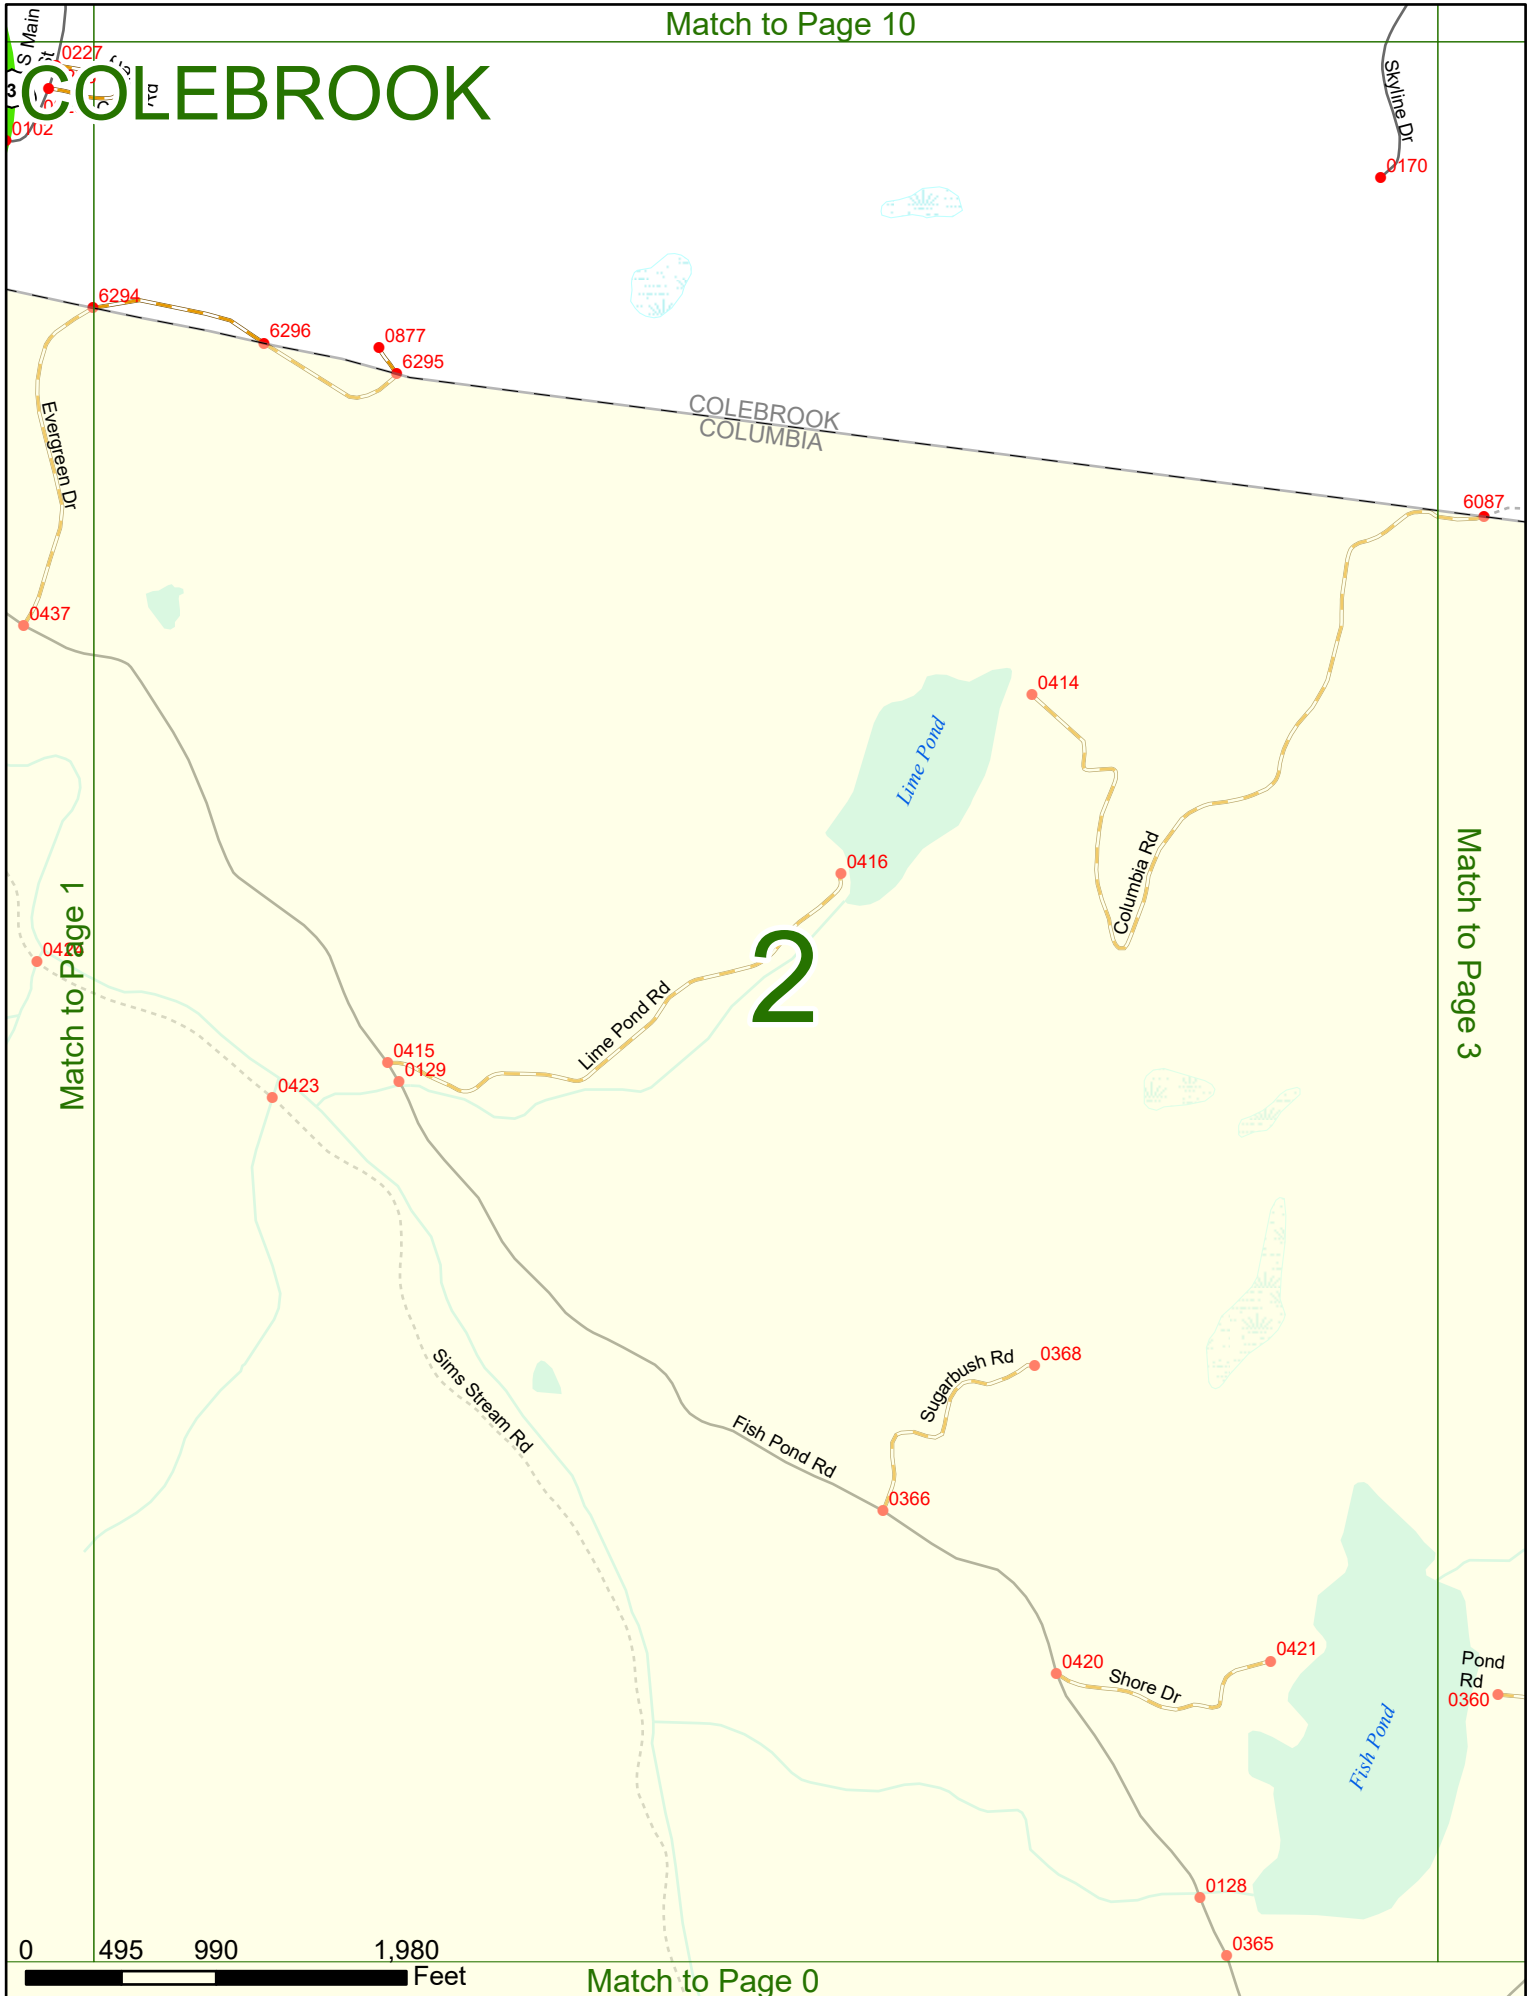 Match to Page 10
S Main
0227
3
COLEBROOK
Rd
0102
Skyline Dr
0170
6294
6296
0877
6295
COLEBROOK
COLUMBIA
6087
Evergreen Dr
0437
0414
Lime Pond
0416
Columbia Rd
Match to Page 1
Match to Page 3
2
Lime Pond Rd
0415
0129
0423
Sims Stream Rd
Sugarbush Rd
0368
Fish Pond Rd
0366
0420
Shore Dr
0421
Pond
Rd
0360
Fish Pond
0128
0365
0 495 990 1,980
Feet
Match to Page 0